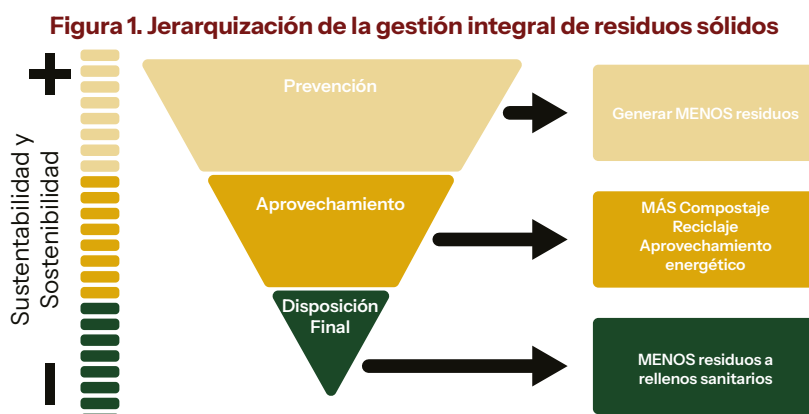 Figura 1. Jerarquización de la gestión integral de residuos sólidos
Sustentabilidad y
Sostenibilidad
Prevención
Generar MENOS residuos
Aprovechamiento
MÁS Compostaje
Reciclaje
Aprovechamiento
energético
Disposición
Final
MENOS residuos a
rellenos sanitarios